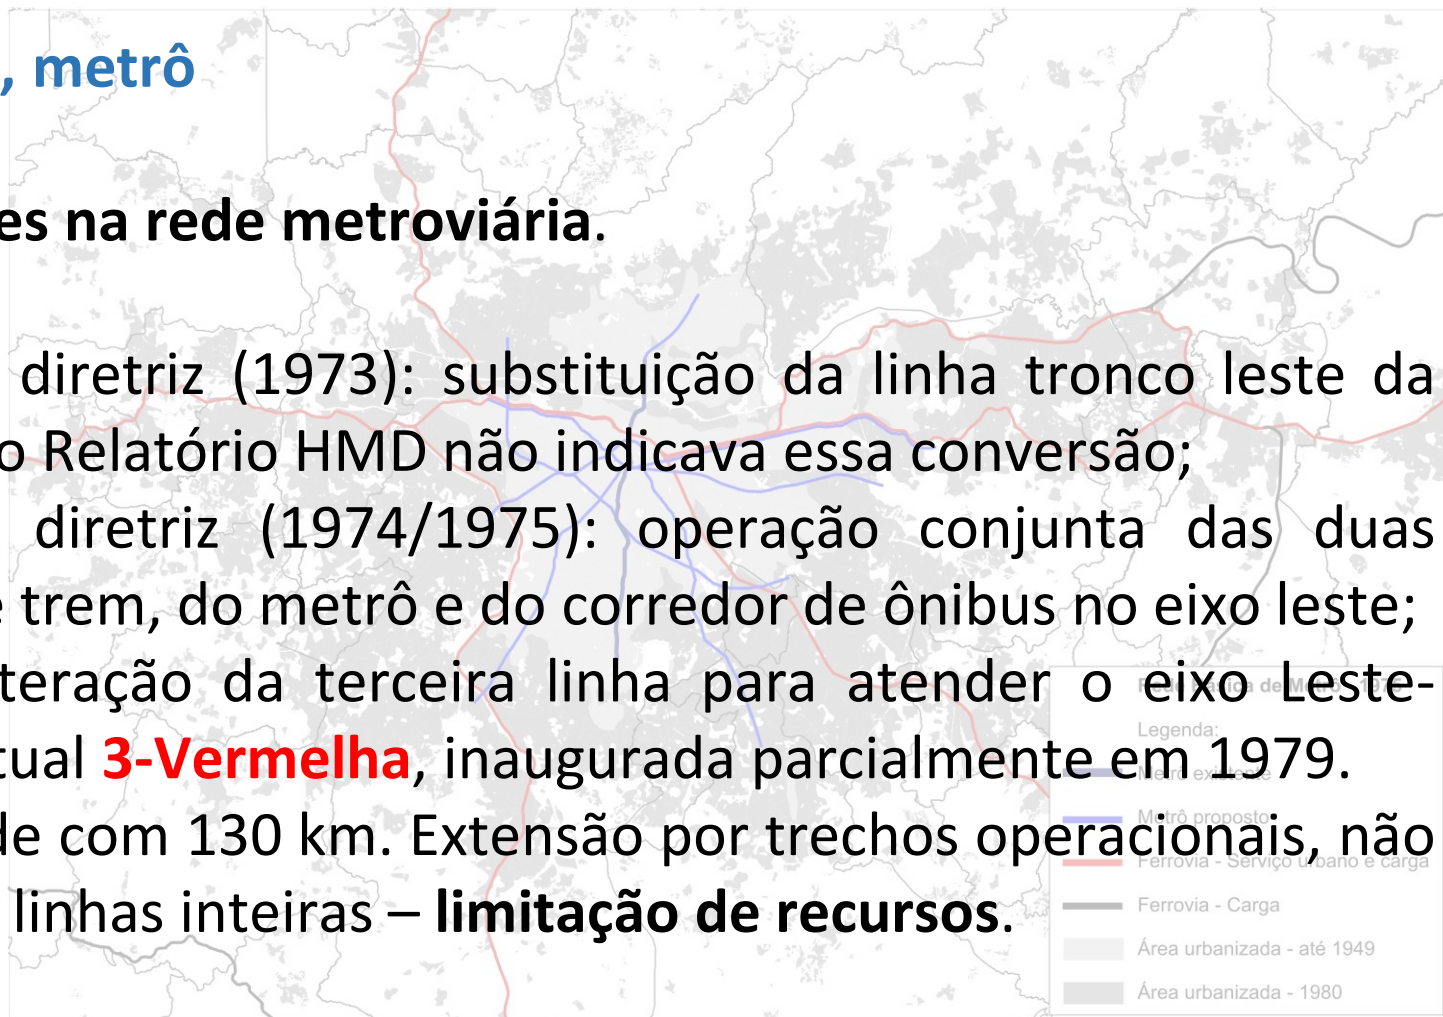 , metrô
es na rede metroviária.
diretriz (1973): substituição da linha tronco leste da
o Relatório HMD não indicava essa conversão;
diretriz (1974/1975): operação conjunta das duas
e trem, do metrô e do corredor de ônibus no eixo leste;
teração da terceira linha para atender o eixo Leste-
tual 3-Vermelha, inaugurada parcialmente em 1979.
de com 130 km. Extensão por trechos operacionais, não
linhas inteiras – limitação de recursos.
Legenda:
Metrô existente
Metrô proposto
Ferrovia - Serviço urbano e carga
Ferrovia - Carga
Área urbanizada - até 1949
Área urbanizada - 1980